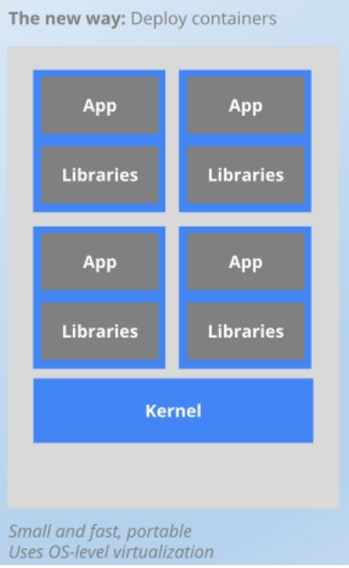 The new way: Deploy containers
App App
Libraries Libraries
App App
Libraries Libraries
Kernel
Small and fast, portable
Uses OS-level virtualization